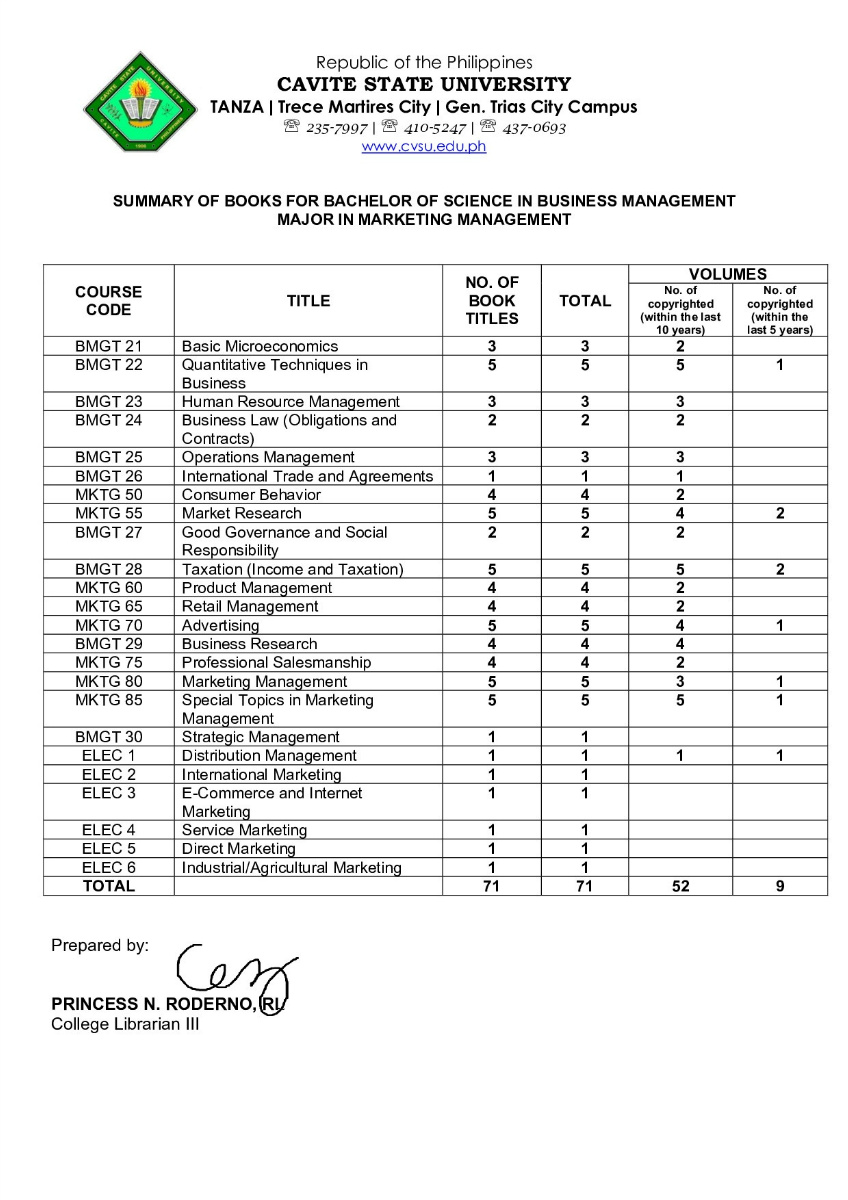 CAVITE STATE UNIVERSITY
CAVITE PHILIPPINES
1906
Republic of the Philippines
CAVITE STATE UNIVERSITY
TANZA | Trece Martires City | Gen. Trias City Campus
☏ 235-7997 | ☏ 410-5247 | ☏ 437-0693
www.cvsu.edu.ph
SUMMARY OF BOOKS FOR BACHELOR OF SCIENCE IN BUSINESS MANAGEMENT
MAJOR IN MARKETING MANAGEMENT
COURSE CODE TITLE NO. OF BOOK TITLES TOTAL VOLUMES
No. of copyrighted (within the last 10 years) No. of copyrighted (within the last 5 years)
BMGT 21 Basic Microeconomics 3 3 2
BMGT 22 Quantitative Techniques in 5 5 5 1
Business
BMGT 23 Human Resource Management 3 3 3
BMGT 24 Business Law (Obligations and 2 2 2
Contracts)
BMGT 25 Operations Management 3 3 3
BMGT 26 International Trade and Agreements 1 1 1
MKTG 50 Consumer Behavior 4 4 2
MKTG 55 Market Research 5 5 4 2
BMGT 27 Good Governance and Social 2 2 2
Responsibility
BMGT 28 Taxation (Income and Taxation) 5 5 5 2
MKTG 60 Product Management 4 4 2
MKTG 65 Retail Management 4 4 2
MKTG 70 Advertising 5 5 4 1
BMGT 29 Business Research 4 4 4
MKTG 75 Professional Salesmanship 4 4 2
MKTG 80 Marketing Management 5 5 3 1
MKTG 85 Special Topics in Marketing 5 5 5 1
Management
BMGT 30 Strategic Management 1 1
ELEC 1 Distribution Management 1 1 1 1
ELEC 2 International Marketing 1 1
ELEC 3 E-Commerce and Internet 1 1
Marketing
ELEC 4 Service Marketing 1 1
ELEC 5 Direct Marketing 1 1
ELEC 6 Industrial/Agricultural Marketing 1 1
TOTAL 71 71 52 9
Prepared by:
PRINCESS N. RODERNO, RL
College Librarian III